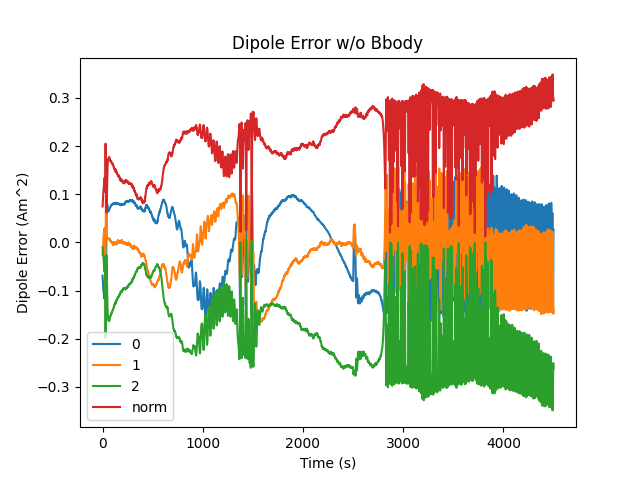 Dipole Error w/o Bbody
Dipole Error (Am^2)
0.3
0.2
0.1
0.0
−0.1
−0.2
−0.3
0
1
2
norm
0 1000 2000 3000 4000
Time (s)